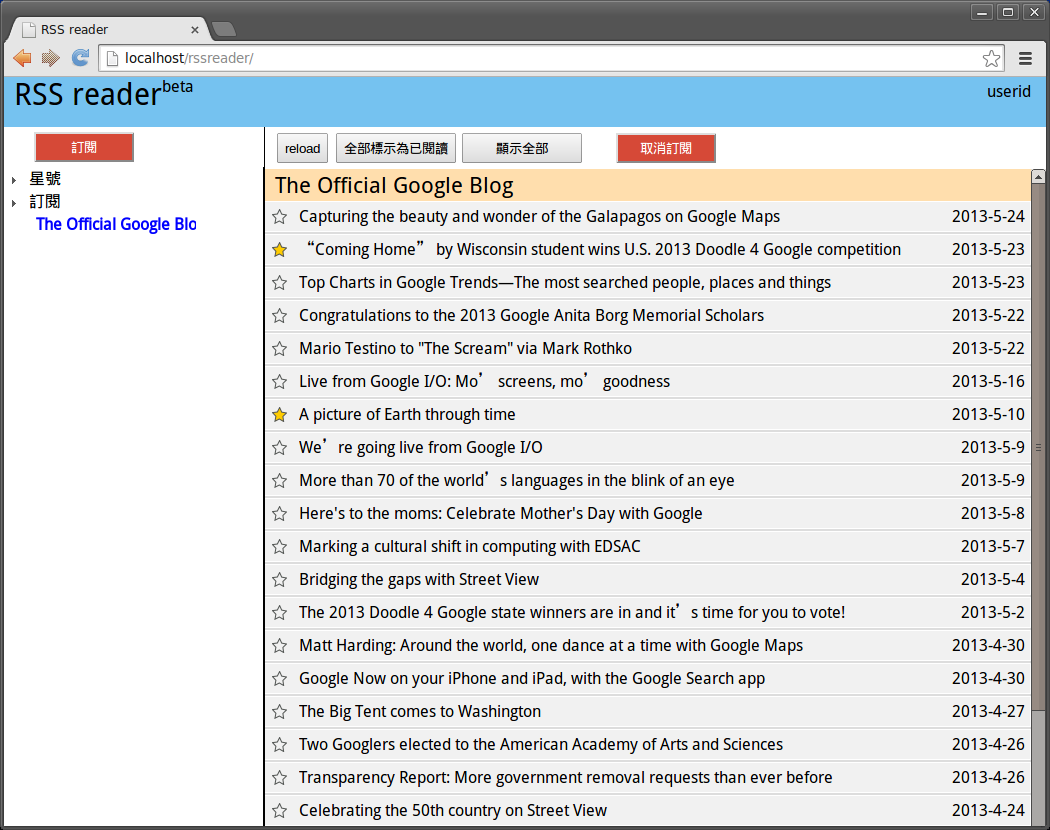 RSS reader
localhost/rssreader/
RSS readerbeta
userid
訂閱
reload
全部標示為已閱讀
顯示全部
取消訂閱
星號
訂閱
The Official Google Blo
The Official Google Blog
Capturing the beauty and wonder of the Galapagos on Google Maps 2013-5-24
“Coming Home” by Wisconsin student wins U.S. 2013 Doodle 4 Google competition 2013-5-23
Top Charts in Google Trends—The most searched people, places and things 2013-5-23
Congratulations to the 2013 Google Anita Borg Memorial Scholars 2013-5-22
Mario Testino to "The Scream" via Mark Rothko 2013-5-22
Live from Google I/O: Mo’ screens, mo’ goodness 2013-5-16
A picture of Earth through time 2013-5-10
We’re going live from Google I/O 2013-5-9
More than 70 of the world’s languages in the blink of an eye 2013-5-9
Here's to the moms: Celebrate Mother's Day with Google 2013-5-8
Marking a cultural shift in computing with EDSAC 2013-5-7
Bridging the gaps with Street View 2013-5-4
The 2013 Doodle 4 Google state winners are in and it’s time for you to vote! 2013-5-2
Matt Harding: Around the world, one dance at a time with Google Maps 2013-4-30
Google Now on your iPhone and iPad, with the Google Search app 2013-4-30
The Big Tent comes to Washington 2013-4-27
Two Googlers elected to the American Academy of Arts and Sciences 2013-4-26
Transparency Report: More government removal requests than ever before 2013-4-26
Celebrating the 50th country on Street View 2013-4-24